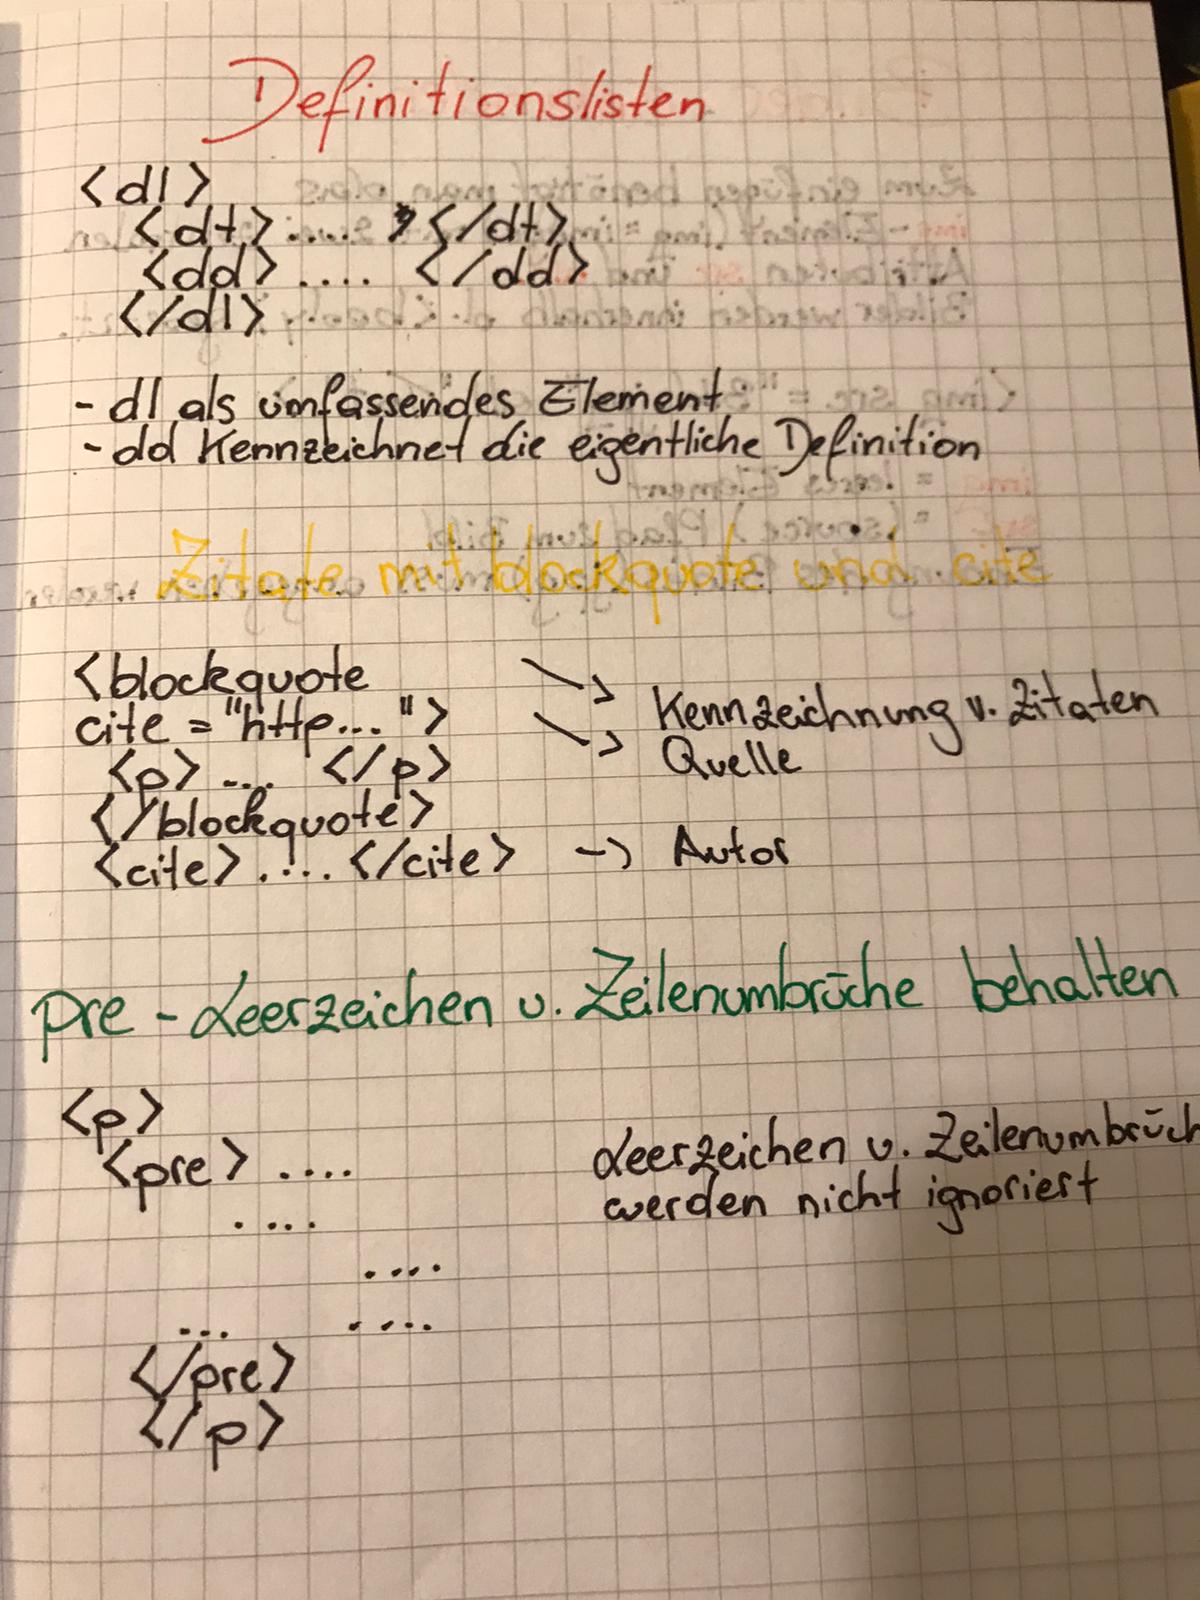 Definitionslisten
<dl>
<dt> ..... </dt>
<dd> .... </dd>
</dl>
- dl als umfassendes Element
- dd Kennzeichnet die eigentliche Definition
Zitate mit blockquote und cite
<blockquote
cite = "http... ">
Kennzeichnung v. Zitaten
Quelle
<p> .... </p>
</blockquote>
<cite> .... </cite> -> Autor
pre - Leerzeichen u. Zeilenumbrüche behalten
<p>
<pre> ....
Leerzeichen u. Zeilenumbrüch
werden nicht ignoriert
....
....
... ....
</pre>
</p>